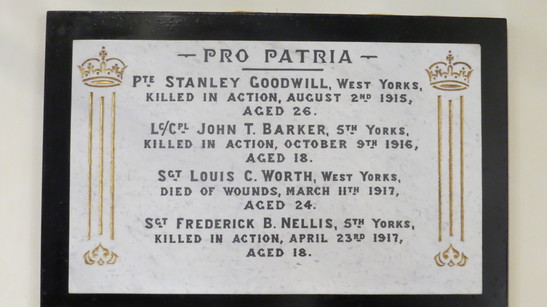 — PRO PATRIA —
PTE STANLEY GOODWILL, WEST YORKS,
KILLED IN ACTION, AUGUST 2ND 1915,
AGED 26.
L/CPL JOHN T. BARKER, 5TH YORKS,
KILLED IN ACTION, OCTOBER 9TH 1916,
AGED 18.
SGT LOUIS C. WORTH, WEST YORKS,
DIED OF WOUNDS, MARCH 11TH 1917,
AGED 24.
SGT FREDERICK B. NELLIS, 5TH YORKS,
KILLED IN ACTION, APRIL 23RD 1917,
AGED 18.